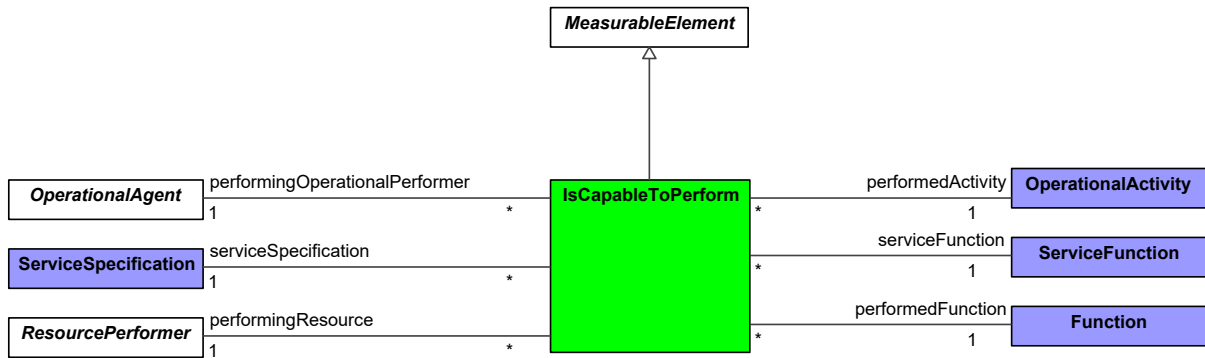 MeasurableElement
performingOperationalPerformer
OperationalAgent
1
*
IsCapableToPerform
performedActivity
OperationalActivity
*
1
serviceSpecification
ServiceSpecification
1
*
serviceFunction
ServiceFunction
*
1
performingResource
ResourcePerformer
1
*
performedFunction
Function
*
1